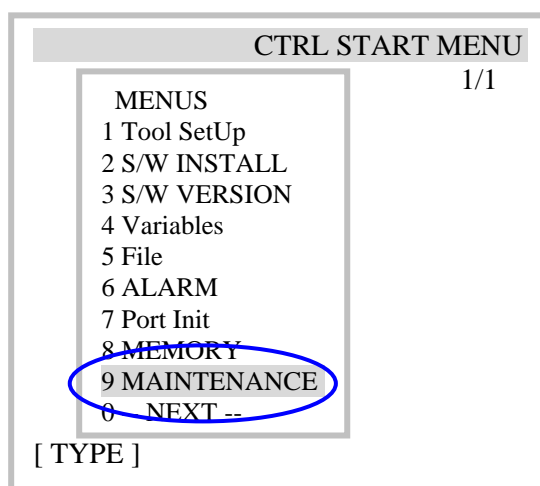 CTRL START MENU
1/1
MENUS
1 Tool SetUp
2 S/W INSTALL
3 S/W VERSION
4 Variables
5 File
6 ALARM
7 Port Init
8 MEMORY
9 MAINTENANCE
0 -- NEXT --
[ TYPE ]